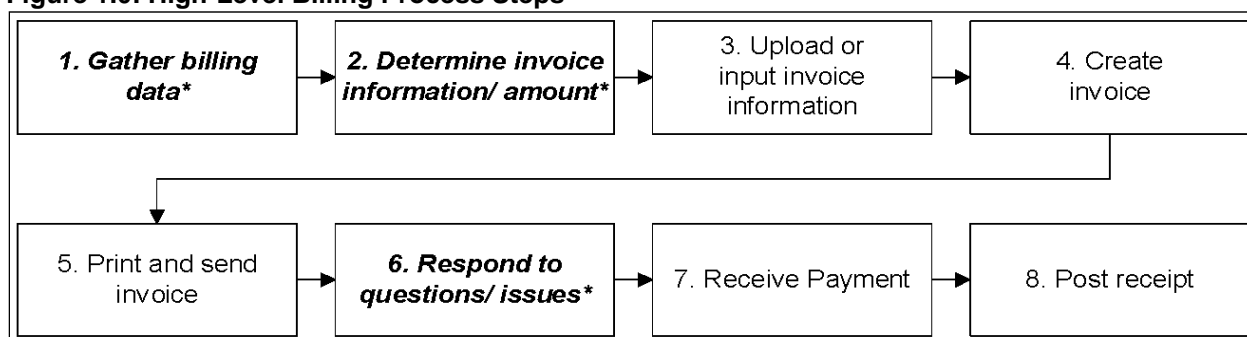 Figure High-Level Billing Process Steps
1. Gather billing
data*
2. Determine invoice
information/ amount*
3. Upload or
input invoice
information
4. Create
invoice
5. Print and send
invoice
6. Respond to
questions/ issues*
7. Receive Payment
8. Post receipt